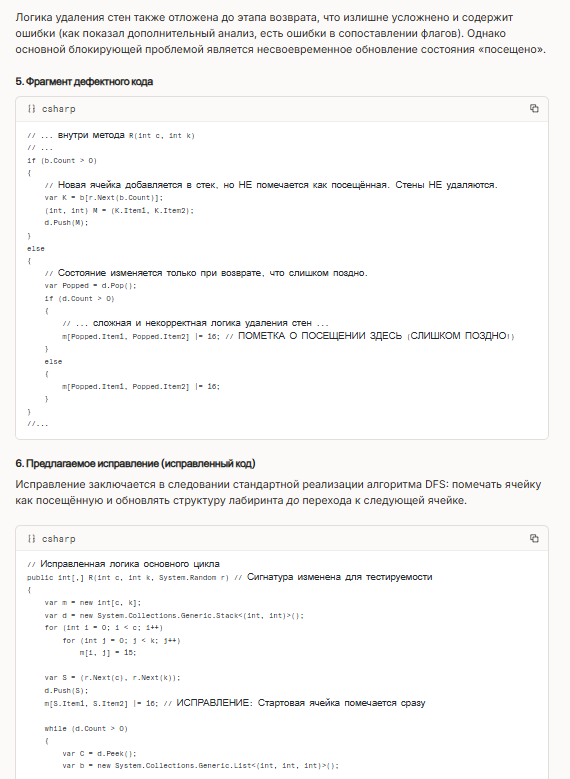 Логика удаления стен также отложена до этапа возврата, что излишне усложнено и содержит
ошибки (как показал дополнительный анализ, есть ошибки в сопоставлении флагов). Однако
основной блокирующей проблемой является несвоевременное обновление состояния «посещено».
5. Фрагмент дефектного кода
csharp
// ... внутри метода R(int c, int k)
// ...
if (b.Count > 0)
{
// Новая ячейка добавляется в стек, но НЕ помечается как посещённая. Стены НЕ удаляются.
var K = b[r.Next(b.Count)];
(int, int) M = (K.Item1, K.Item2);
d.Push(M);
}
else
{
// Состояние изменяется только при возврате, что слишком поздно.
var Popped = d.Pop();
if (d.Count > 0)
{
// ... сложная и некорректная логика удаления стен ...
m[Popped.Item1, Popped.Item2] |= 16; // ПОМЕТКА О ПОСЕЩЕНИИ ЗДЕСЬ (СЛИШКОМ ПОЗДНО!)
}
else
{
m[Popped.Item1, Popped.Item2] |= 16;
}
}
//...
6. Предлагаемое исправление (исправленный код)
Исправление заключается в следовании стандартной реализации алгоритма DFS: помечать ячейку
как посещённую и обновлять структуру лабиринта до перехода к следующей ячейке.
csharp
// Исправленная логика основного цикла
public int[,] R(int c, int k, System.Random r) // Сигнатура изменена для тестируемости
{
var m = new int[c, k];
var d = new System.Collections.Generic.Stack<(int, int)>();
for (int i = 0; i < c; i++)
for (int j = 0; j < k; j++)
m[i, j] = 15;
var S = (r.Next(c), r.Next(k));
d.Push(S);
m[S.Item1, S.Item2] |= 16; // ИСПРАВЛЕНИЕ: Стартовая ячейка помечается сразу
while (d.Count > 0)
{
var C = d.Peek();
var b = new System.Collections.Generic.List<(int, int, int)>();